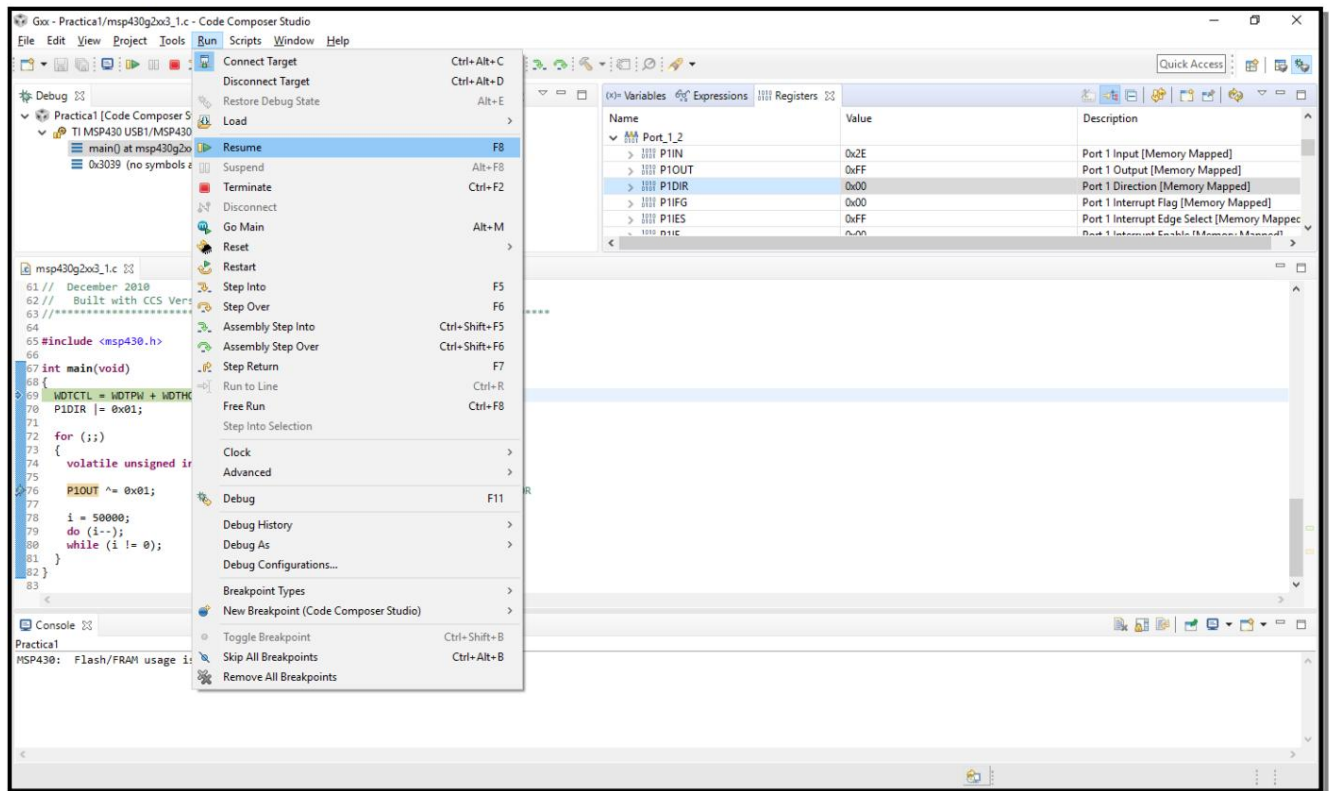 Gxx - Practica1/msp430g2xx3_1.c - Code Composer Studio
File Edit View Project Tools Run Scripts Window Help
Quick Access
Debug
Practica1 [Code Composer S
TI MSP430 USB1/MSP430
main() at msp430g2xx
0x3039 (no symbols a
Connect Target Ctrl+Alt+C
Disconnect Target Ctrl+Alt+D
Restore Debug State Alt+E
Load
Resume F8
Suspend Alt+F8
Terminate Ctrl+F2
Disconnect
Go Main Alt+M
Reset
Restart
Step Into F5
Step Over F6
Assembly Step Into Ctrl+Shift+F5
Assembly Step Over Ctrl+Shift+F6
Step Return F7
Run to Line Ctrl+R
Free Run Ctrl+F8
Step Into Selection
Clock
Advanced
Debug F11
Debug History
Debug As
Debug Configurations...
Breakpoint Types
New Breakpoint (Code Composer Studio)
Toggle Breakpoint Ctrl+Shift+B
Skip All Breakpoints Ctrl+Alt+B
Remove All Breakpoints
(x)= Variables Expressions Registers
Name Value Description
Port_1_2
P1IN 0x2E Port 1 Input [Memory Mapped]
P1OUT 0xFF Port 1 Output [Memory Mapped]
P1DIR 0x00 Port 1 Direction [Memory Mapped]
P1IFG 0x00 Port 1 Interrupt Flag [Memory Mapped]
P1IES 0xFF Port 1 Interrupt Edge Select [Memory Mappec
P1IE 0x00 Port 1 Interrupt Enable [Memory Mapped]
msp430g2xx3_1.c
61 // December 2010
62 // Built with CCS Vers
63 //***********************
64
65 #include <msp430.h>
66
67 int main(void)
68 {
69 WDTCTL = WDTPW + WDTHO
70 P1DIR |= 0x01;
71
72 for (;;)
73 {
74 volatile unsigned in
75
76 P1OUT ^= 0x01; R
77
78 i = 50000;
79 do (i--);
80 while (i != 0);
81 }
82 }
83
Console
Practica1
MSP430: Flash/FRAM usage is